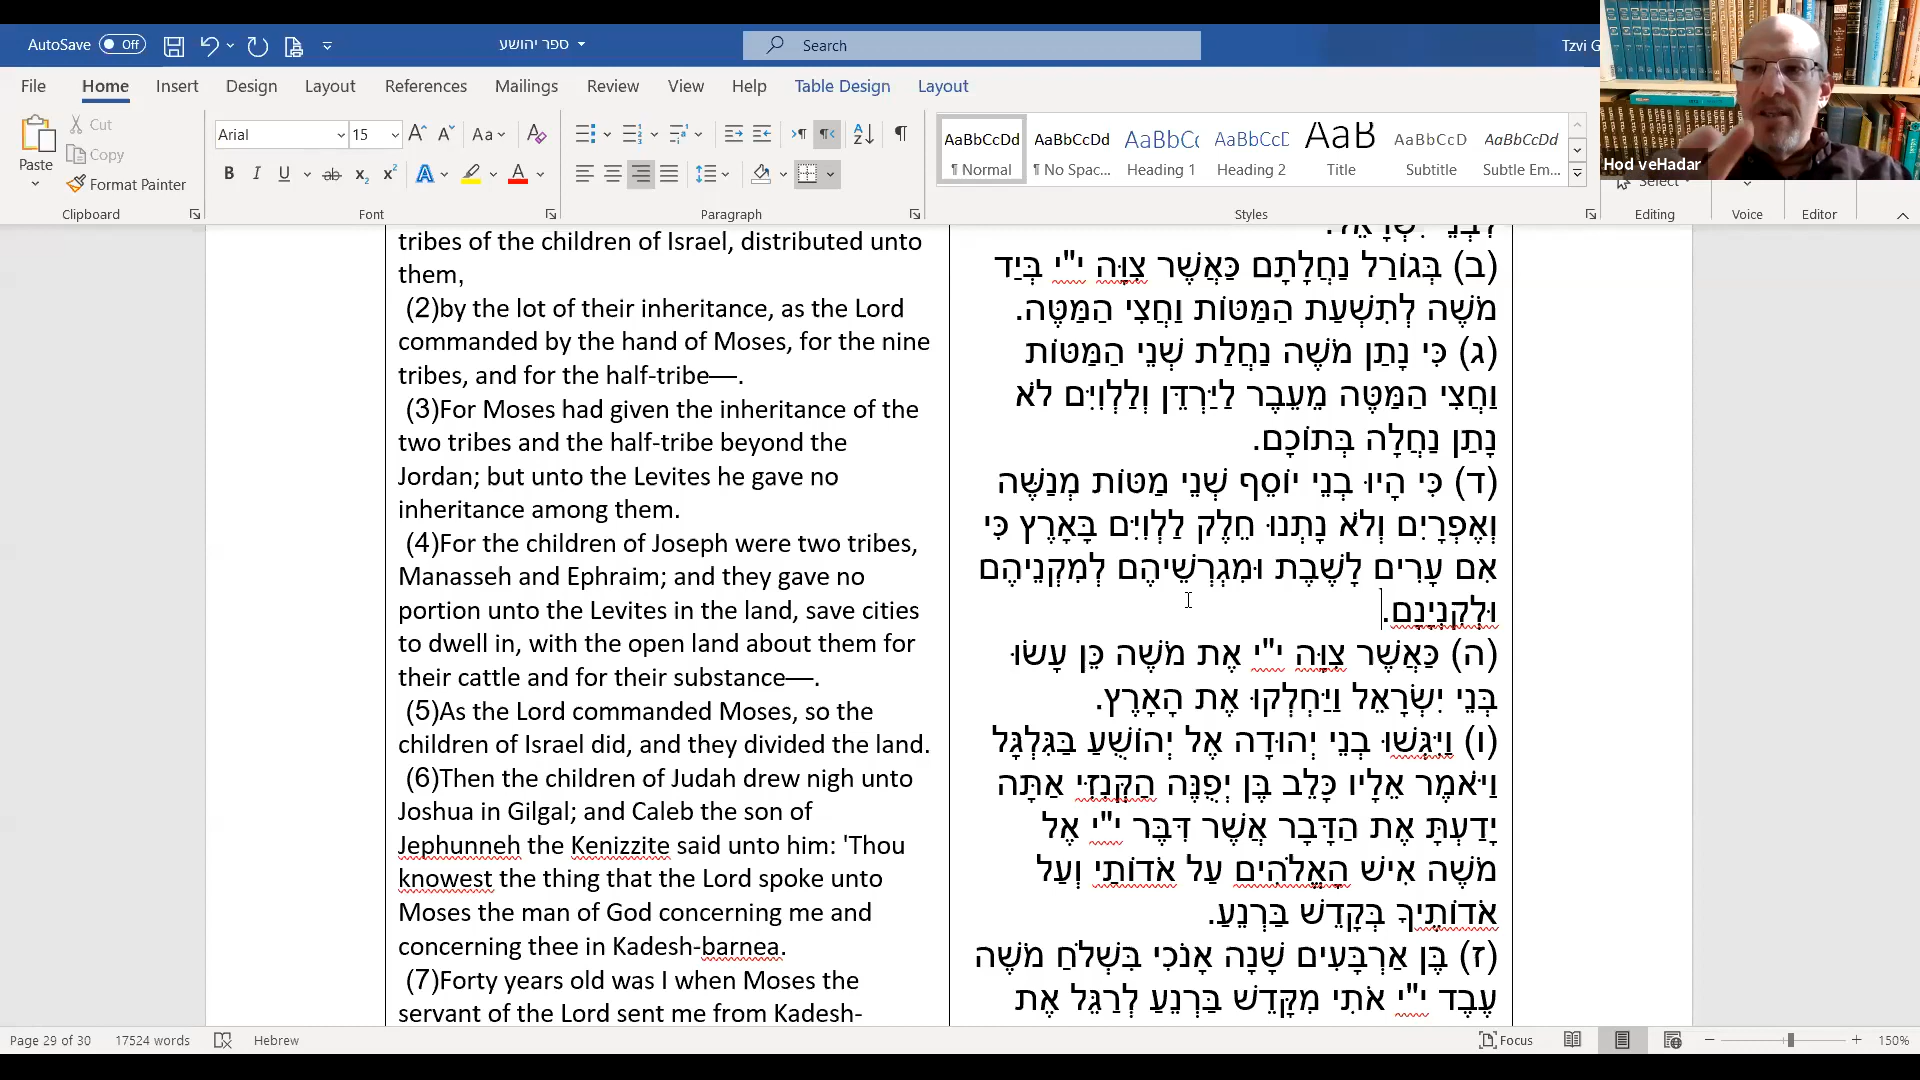 AutoSave Off
ספר יהושע
Search
Tzvi G
File Home Insert Design Layout References Mailings Review View Help Table Design Layout
Paste
Cut
Copy
Format Painter
Clipboard
Arial 15
Font
Paragraph
AaBbCcDd AaBbCcDd AaBbCc AaBbCcD AaB AaBbCcD AaBbCcDd
¶ Normal ¶ No Spac... Heading 1 Heading 2 Title Subtitle Subtle Em...
Styles
Hod veHadar
Select
Editing
Voice
Editor
tribes of the children of Israel, distributed unto
them,
(2)by the lot of their inheritance, as the Lord
commanded by the hand of Moses, for the nine
tribes, and for the half-tribe—.
(3)For Moses had given the inheritance of the
two tribes and the half-tribe beyond the
Jordan; but unto the Levites he gave no
inheritance among them.
(4)For the children of Joseph were two tribes,
Manasseh and Ephraim; and they gave no
portion unto the Levites in the land, save cities
to dwell in, with the open land about them for
their cattle and for their substance—.
(5)As the Lord commanded Moses, so the
children of Israel did, and they divided the land.
(6)Then the children of Judah drew nigh unto
Joshua in Gilgal; and Caleb the son of
Jephunneh the Kenizzite said unto him: 'Thou
knowest the thing that the Lord spoke unto
Moses the man of God concerning me and
concerning thee in Kadesh-barnea.
(7)Forty years old was I when Moses the
servant of the Lord sent me from Kadesh-
לִבְנֵי יִשְׂרָאֵל.
(ב) בְּגוֹרַל נַחֲלָתָם כַּאֲשֶׁר צִוָּה י"י בְּיַד
מֹשֶׁה לְתִשְׁעַת הַמַּטּוֹת וַחֲצִי הַמַּטֶּה.
(ג) כִּי נָתַן מֹשֶׁה נַחֲלַת שְׁנֵי הַמַּטּוֹת
וַחֲצִי הַמַּטֶּה מֵעֵבֶר לַיַּרְדֵּן וְלַלְוִיִּם לֹא
נָתַן נַחֲלָה בְּתוֹכָם.
(ד) כִּי הָיוּ בְנֵי יוֹסֵף שְׁנֵי מַטּוֹת מְנַשֶּׁה
וְאֶפְרָיִם וְלֹא נָתְנוּ חֵלֶק לַלְוִיִּם בָּאָרֶץ כִּי
אִם עָרִים לָשֶׁבֶת וּמִגְרְשֵׁיהֶם לְמִקְנֵיהֶם
וּלְקִנְיָנָם.
(ה) כַּאֲשֶׁר צִוָּה י"י אֶת מֹשֶׁה כֵּן עָשׂוּ
בְּנֵי יִשְׂרָאֵל וַיַּחְלְקוּ אֶת הָאָרֶץ.
(ו) וַיִּגְּשׁוּ בְנֵי יְהוּדָה אֶל יְהוֹשֻׁעַ בַּגִּלְגָּל
וַיֹּאמֶר אֵלָיו כָּלֵב בֶּן יְפֻנֶּה הַקְּנִזִּי אַתָּה
יָדַעְתָּ אֶת הַדָּבָר אֲשֶׁר דִּבֶּר י"י אֶל
מֹשֶׁה אִישׁ הָאֱלֹהִים עַל אֹדוֹתַי וְעַל
אֹדוֹתֶיךָ בְּקָדֵשׁ בַּרְנֵעַ.
(ז) בֶּן אַרְבָּעִים שָׁנָה אָנֹכִי בִּשְׁלֹחַ מֹשֶׁה
עֶבֶד י"י אֹתִי מִקָּדֵשׁ בַּרְנֵעַ לְרַגֵּל אֶת
Page 29 of 30 17524 words Hebrew
Focus 150%